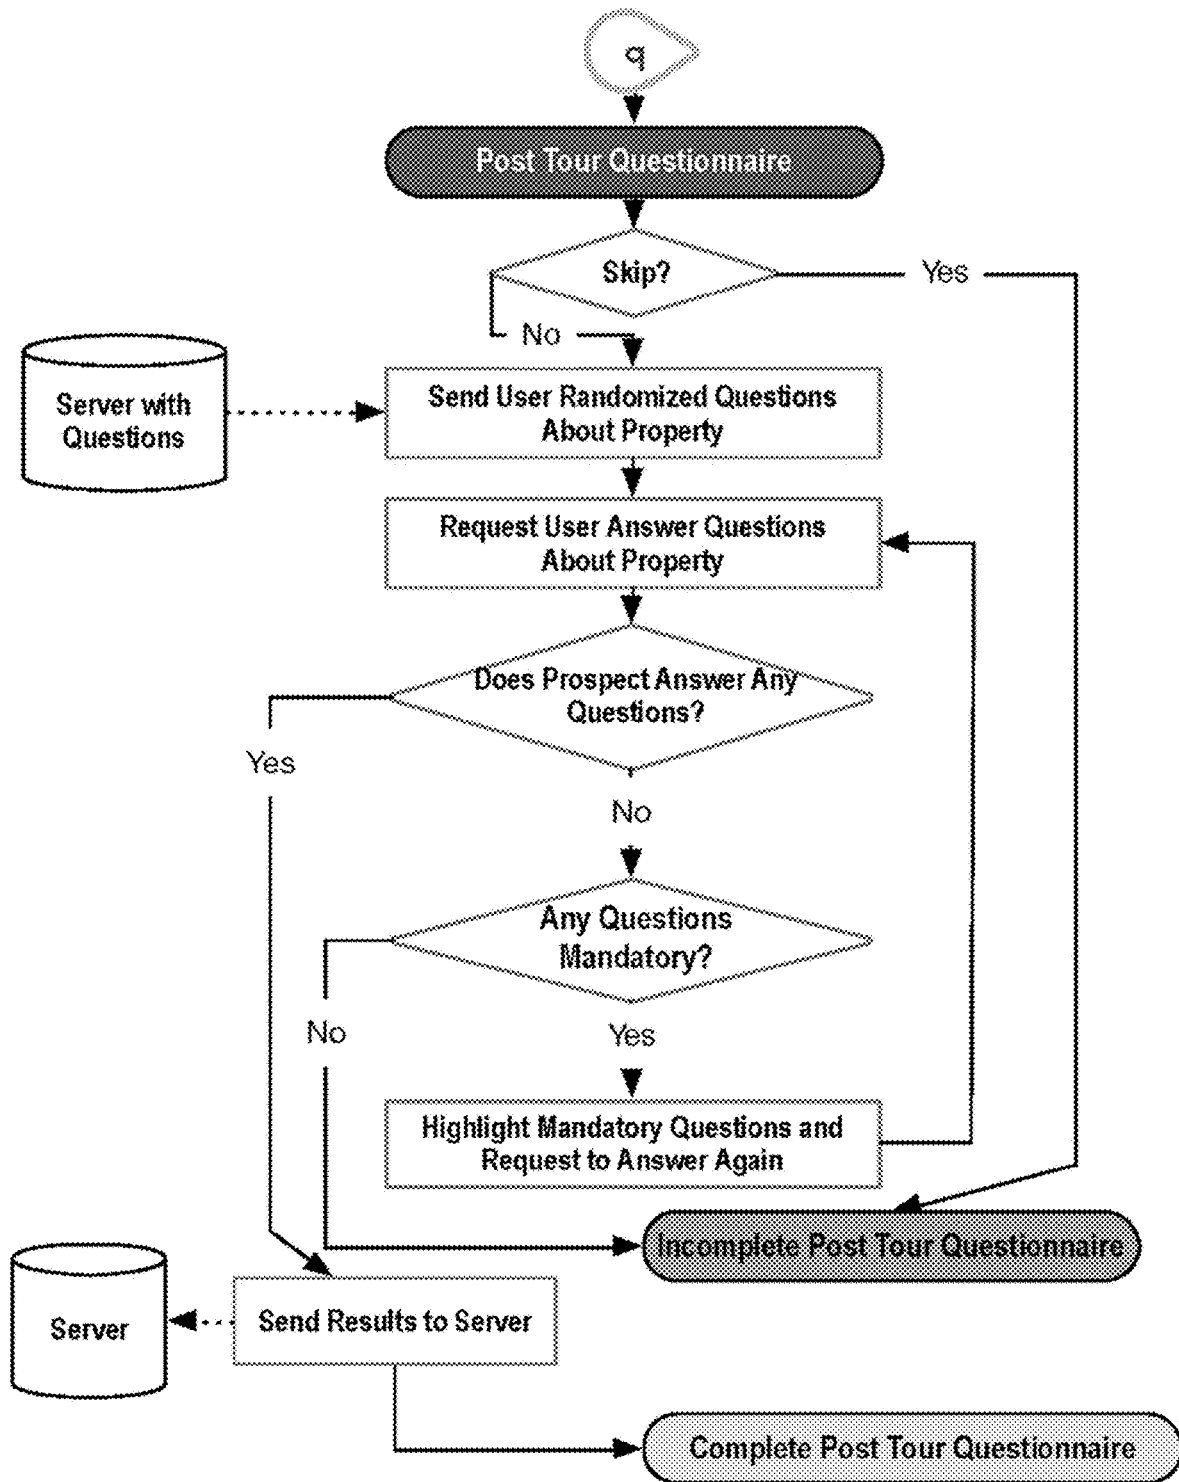 q
Post Tour Questionnaire
Skip?
Yes
No
Server with
Questions
Send User Randomized Questions
About Property
Request User Answer Questions
About Property
Does Prospect Answer Any
Questions?
Yes
No
Any Questions
Mandatory?
No
Yes
Highlight Mandatory Questions and
Request to Answer Again
Incomplete Post Tour Questionnaire
Server
Send Results to Server
Complete Post Tour Questionnaire